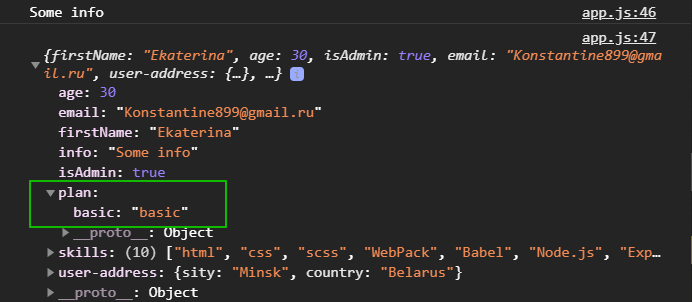 Some info app.js:46
app.js:47
{firstName: "Ekaterina", age: 30, isAdmin: true, email: "Konstantine899@gma
il.ru", user-address: {…}, …} i
age: 30
email: "Konstantine899@gmail.ru"
firstName: "Ekaterina"
info: "Some info"
isAdmin: true
plan:
basic: "basic"
__proto__: Object
skills: (10) ["html", "css", "scss", "WebPack", "Babel", "Node.js", "Exp…
user-address: {sity: "Minsk", country: "Belarus"}
__proto__: Object